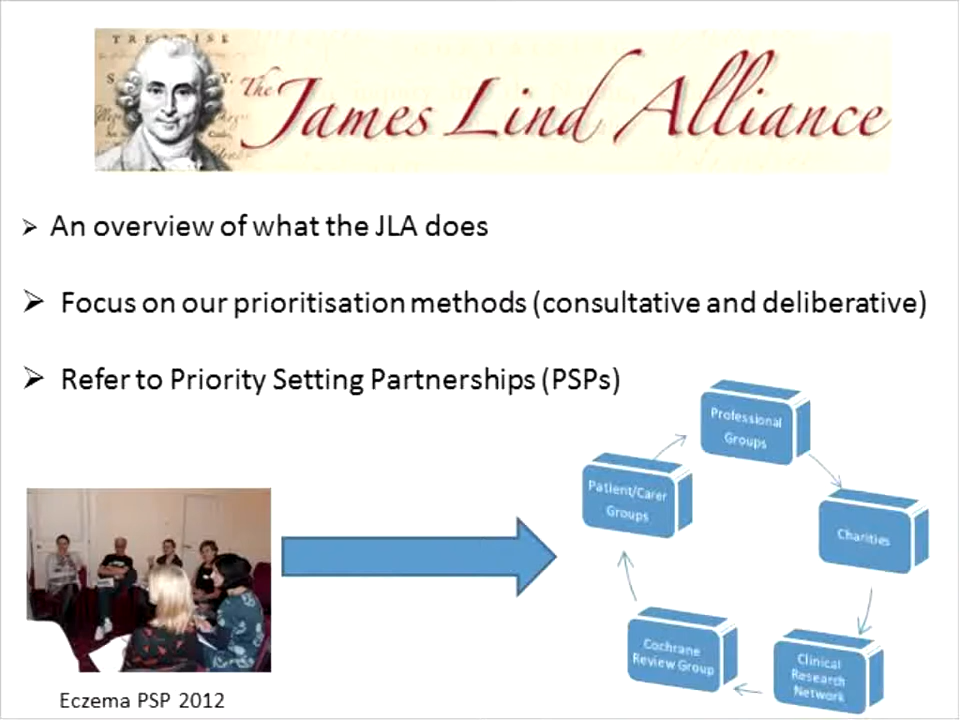 TREATISE
S
Y.
The James Lind Alliance
An overview of what the JLA does
Focus on our prioritisation methods (consultative and deliberative)
Refer to Priority Setting Partnerships (PSPs)
Professional
Groups
Patient/Carer
Groups
Charities
Cochrane
Review Group
Clinical
Research
Network
Eczema PSP 2012